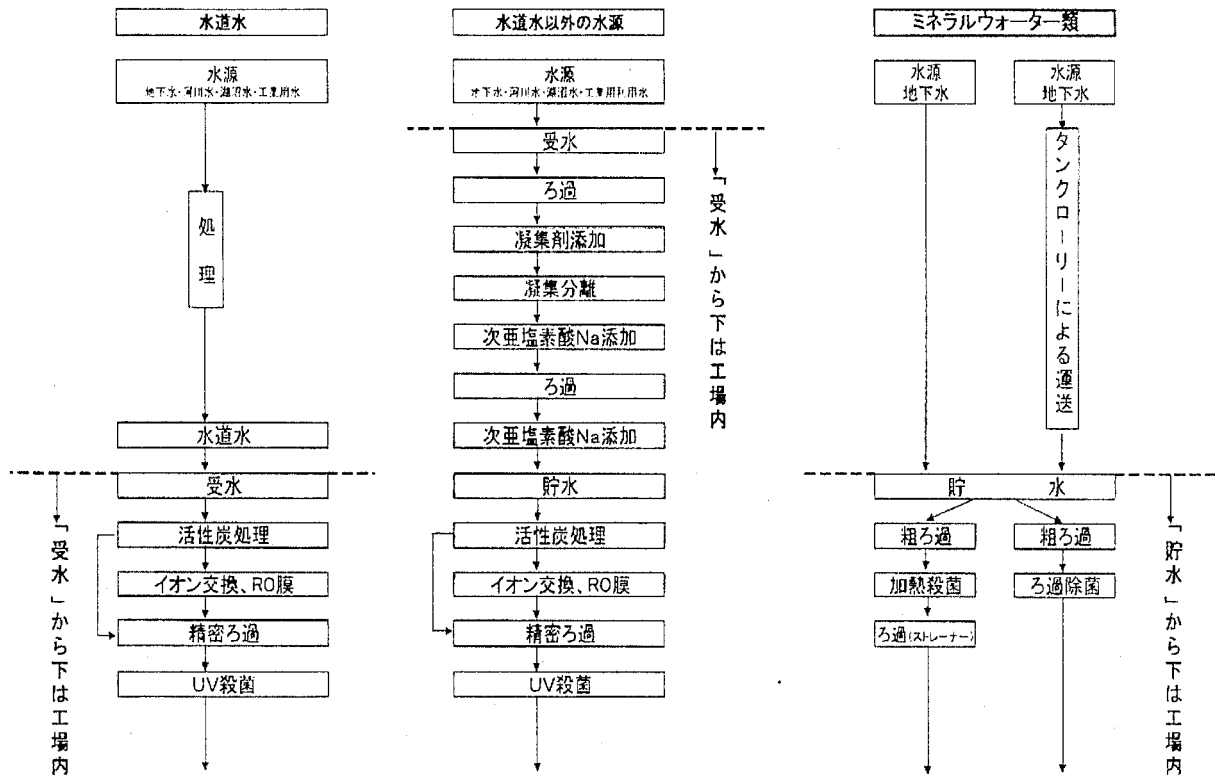 水道水
水源
地下水・河川水・湖沼水・工業用水
処理
水道水
受水
活性炭処理
イオン交換、RO膜
精密ろ過
UV殺菌
「受水」から下は工場内
水道水以外の水源
水源
地下水・河川水・湖沼水・工業用利用水
受水
ろ過
凝集剤添加
凝集分離
次亜塩素酸Na添加
ろ過
次亜塩素酸Na添加
貯水
活性炭処理
イオン交換、RO膜
精密ろ過
UV殺菌
「受水」から下は工場内
ミネラルウォーター類
水源
地下水
水源
地下水
タンクローリーによる運送
貯水
粗ろ過
加熱殺菌
ろ過(ストレーナー)
粗ろ過
ろ過除菌
「貯水」から下は工場内